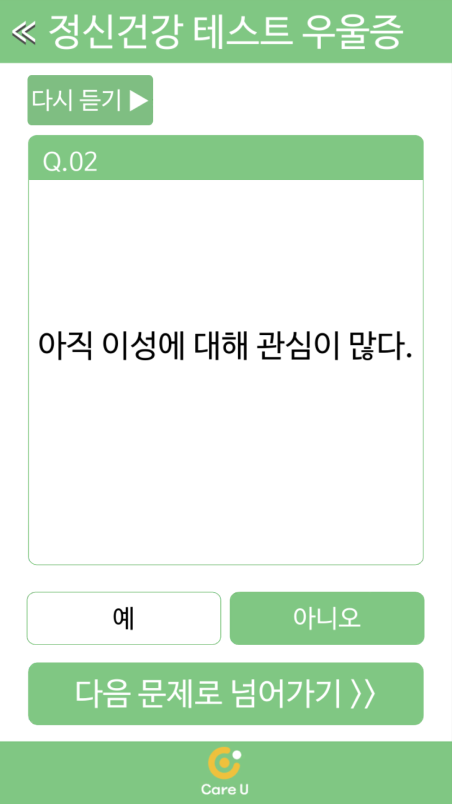 ≪ 정신건강 테스트 우울증
다시 듣기 ▶
Q.02
아직 이성에 대해 관심이 많다.
예
아니오
다음 문제로 넘어가기 〉〉
Care U